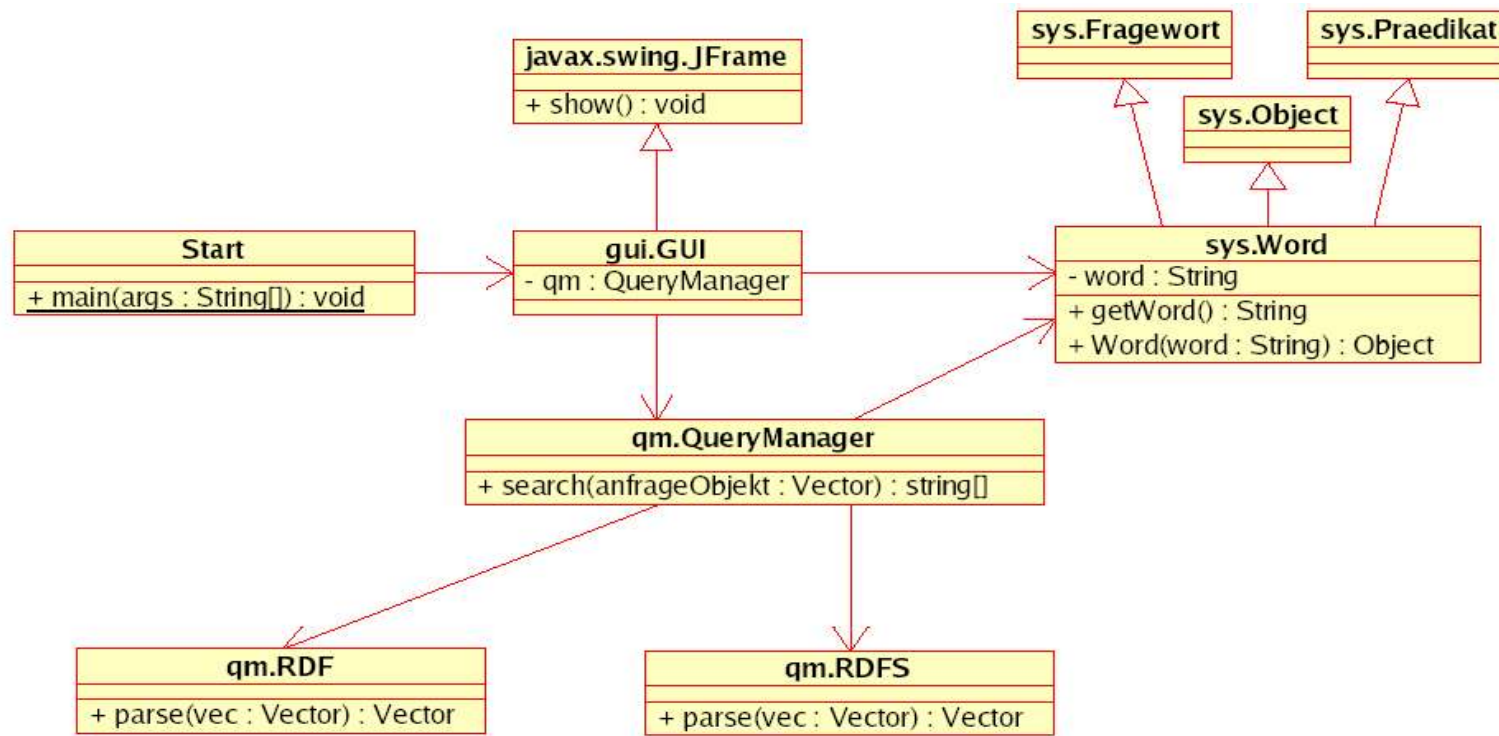 sys.Fragewort
sys.Praedikat
javax.swing.JFrame
+ show() : void
sys.Object
Start
+ main(args : String[]) : void
gui.GUI
- qm : QueryManager
sys.Word
- word : String
+ getWord() : String
+ Word(word : String) : Object
qm.QueryManager
+ search(anfrageObjekt : Vector) : string[]
qm.RDF
+ parse(vec : Vector) : Vector
qm.RDFS
+ parse(vec : Vector) : Vector